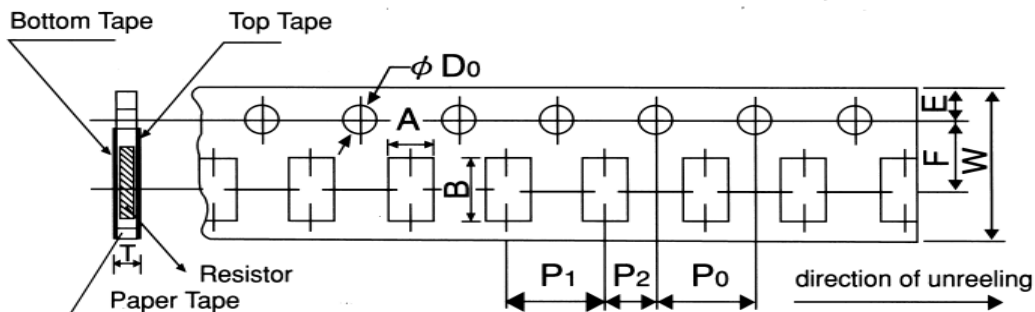 Bottom Tape
Top Tape
φ D0
A
E
F
W
B
T
Resistor
Paper Tape
P1
P2
P0
direction of unreeling